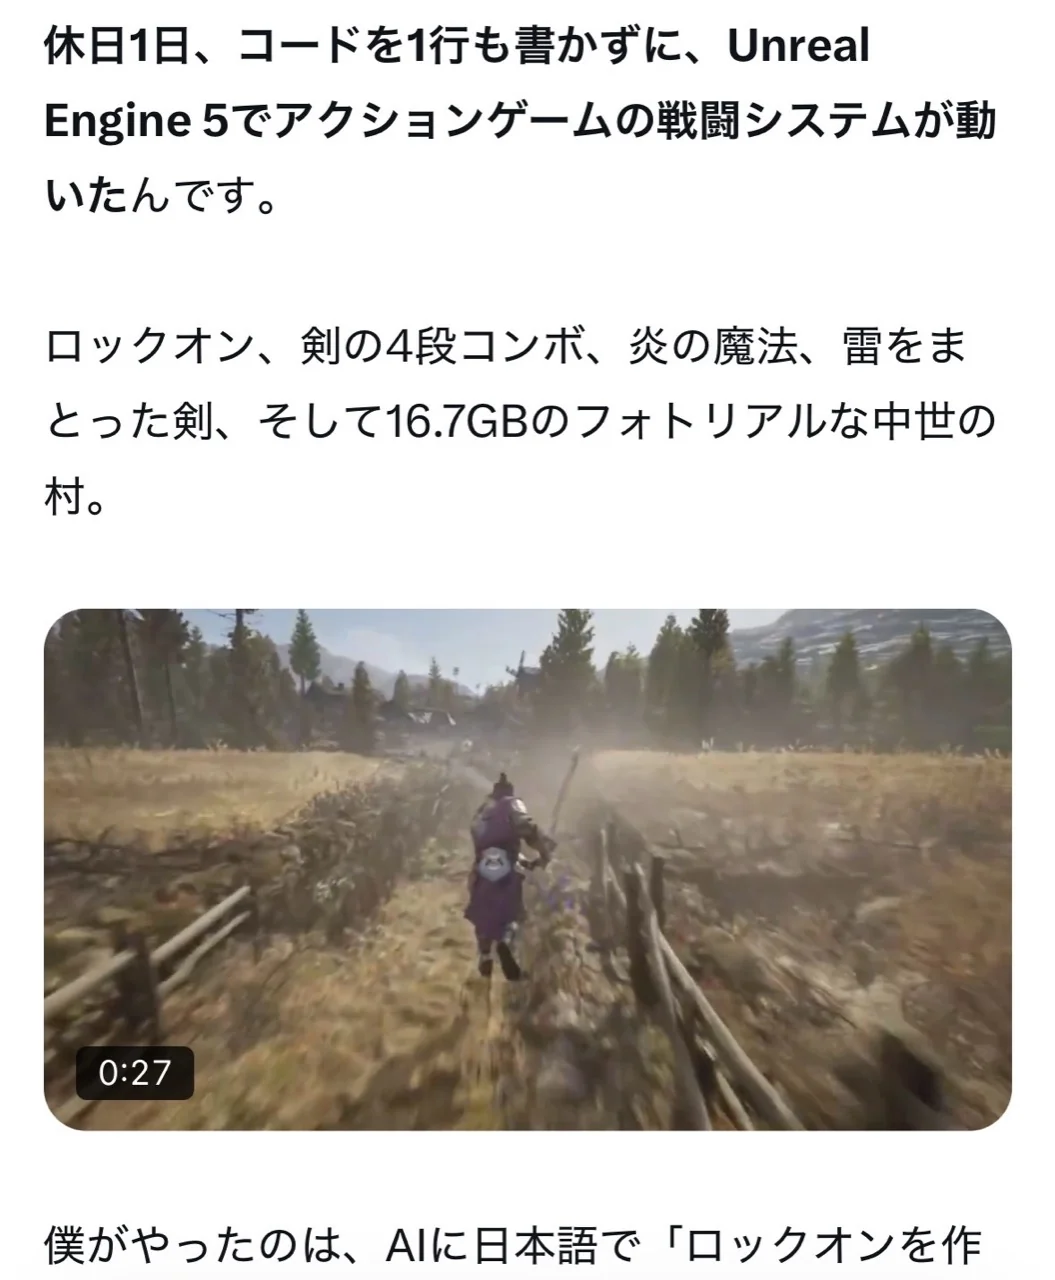 休日1日、コードを1行も書かずに、Unreal
Engine 5でアクションゲームの戦闘システムが動
いたんです。
ロックオン、剣の4段コンボ、炎の魔法、雷をま
とった剣、そして16.7GBのフォトリアルな中世の
村。
0:27
僕がやったのは、AIに日本語で「ロックオンを作